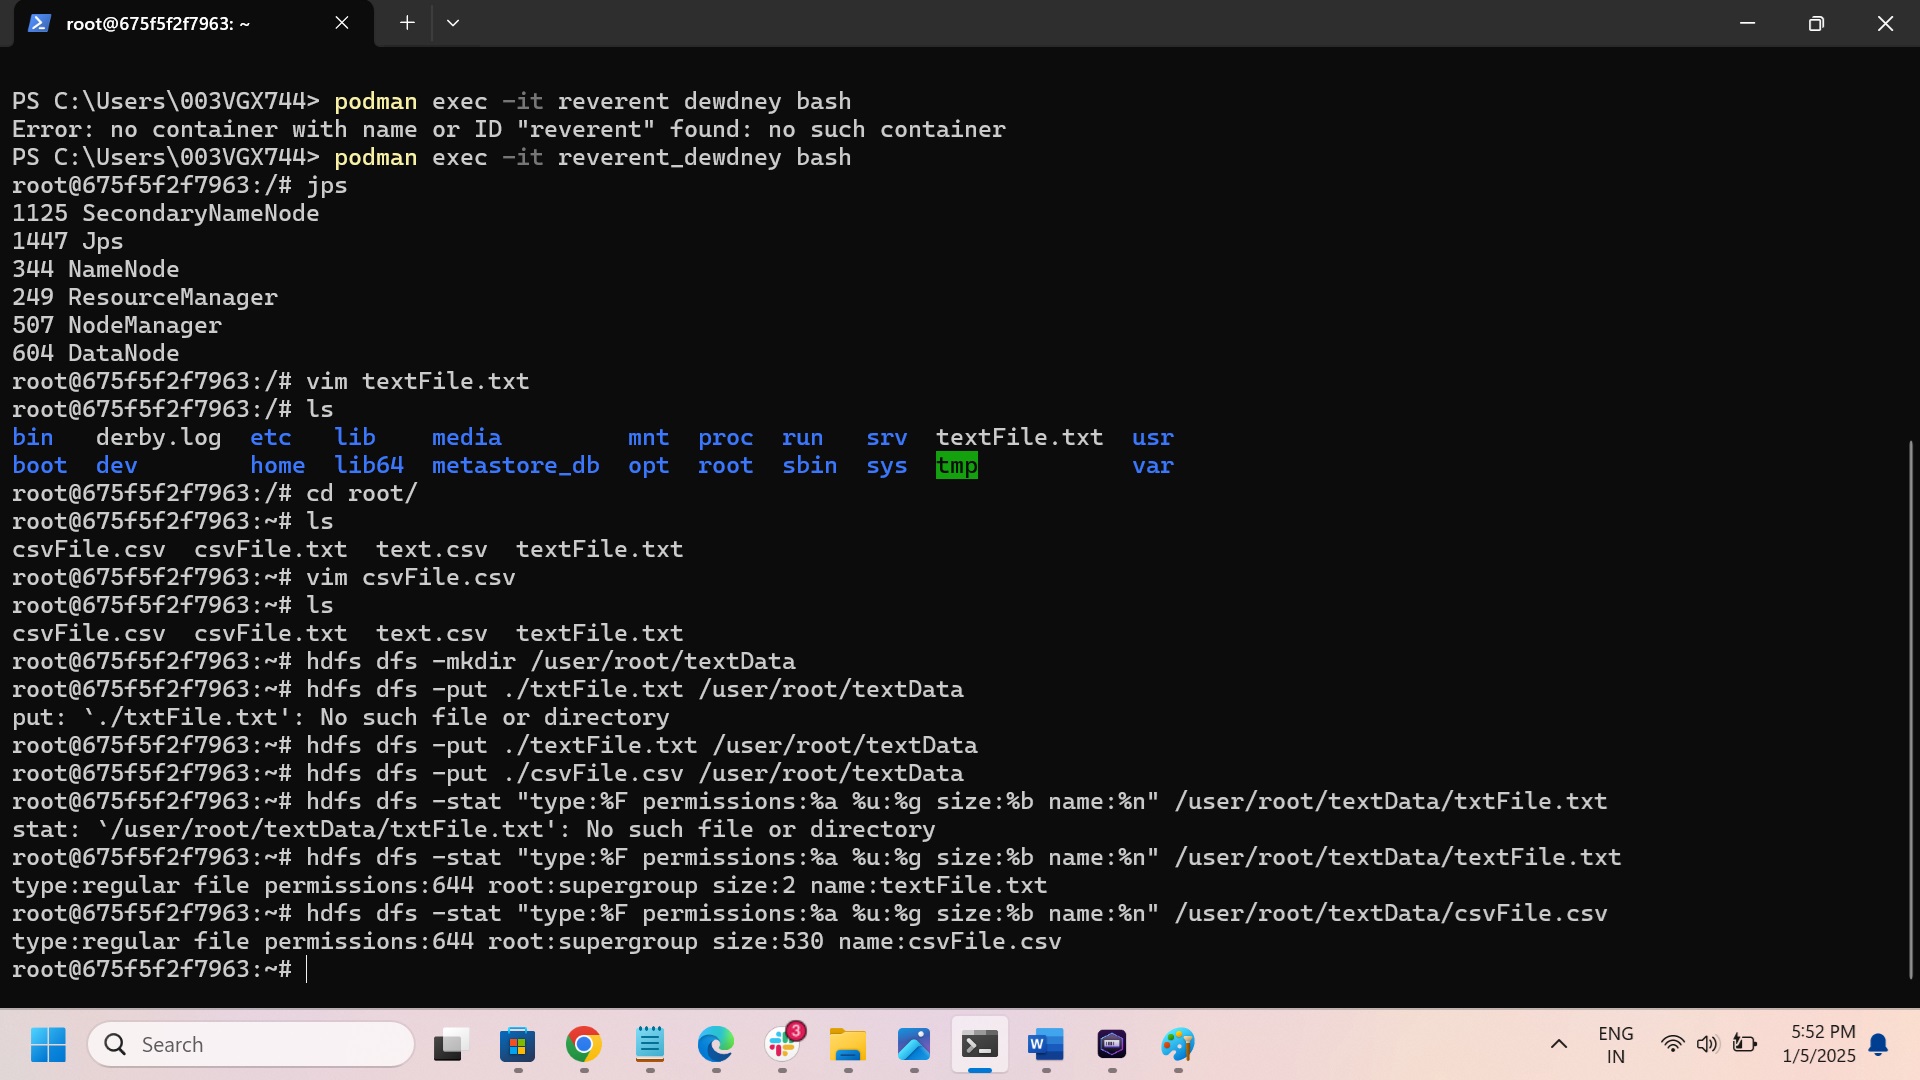 root@675f5f2f7963: ~
PS C:\Users\003VGX744> podman exec -it reverent dewdney bash
Error: no container with name or ID "reverent" found: no such container
PS C:\Users\003VGX744> podman exec -it reverent_dewdney bash
root@675f5f2f7963:/# jps
1125 SecondaryNameNode
1447 Jps
344 NameNode
249 ResourceManager
507 NodeManager
604 DataNode
root@675f5f2f7963:/# vim textFile.txt
root@675f5f2f7963:/# ls
bin derby.log etc lib media mnt proc run srv textFile.txt usr
boot dev home lib64 metastore_db opt root sbin sys tmp var
root@675f5f2f7963:/# cd root/
root@675f5f2f7963:~# ls
csvFile.csv csvFile.txt text.csv textFile.txt
root@675f5f2f7963:~# vim csvFile.csv
root@675f5f2f7963:~# ls
csvFile.csv csvFile.txt text.csv textFile.txt
root@675f5f2f7963:~# hdfs dfs -mkdir /user/root/textData
root@675f5f2f7963:~# hdfs dfs -put ./txtFile.txt /user/root/textData
put: `./txtFile.txt': No such file or directory
root@675f5f2f7963:~# hdfs dfs -put ./textFile.txt /user/root/textData
root@675f5f2f7963:~# hdfs dfs -put ./csvFile.csv /user/root/textData
root@675f5f2f7963:~# hdfs dfs -stat "type:%F permissions:%a %u:%g size:%b name:%n" /user/root/textData/txtFile.txt
stat: `/user/root/textData/txtFile.txt': No such file or directory
root@675f5f2f7963:~# hdfs dfs -stat "type:%F permissions:%a %u:%g size:%b name:%n" /user/root/textData/textFile.txt
type:regular file permissions:644 root:supergroup size:2 name:textFile.txt
root@675f5f2f7963:~# hdfs dfs -stat "type:%F permissions:%a %u:%g size:%b name:%n" /user/root/textData/csvFile.csv
type:regular file permissions:644 root:supergroup size:530 name:csvFile.csv
root@675f5f2f7963:~#
Search
3
W
ENG
IN
5:52 PM
1/5/2025